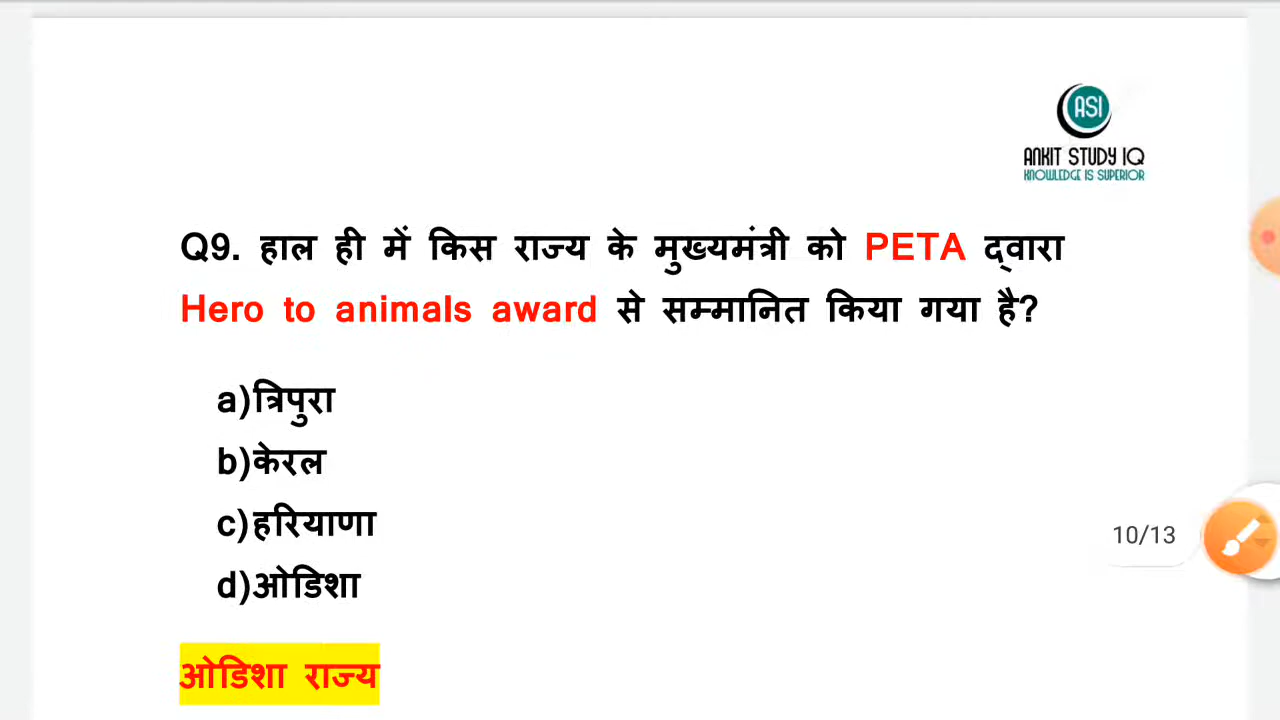 ASI
ANKIT STUDY IQ
KNOWLEDGE IS SUPERIOR
Q9. हाल ही में किस राज्य के मुख्यमंत्री को PETA द्वारा
Hero to animals award से सम्मानित किया गया है?
a)त्रिपुरा
b)केरल
c)हरियाणा
10/13
d)ओडिशा
ओडिशा राज्य